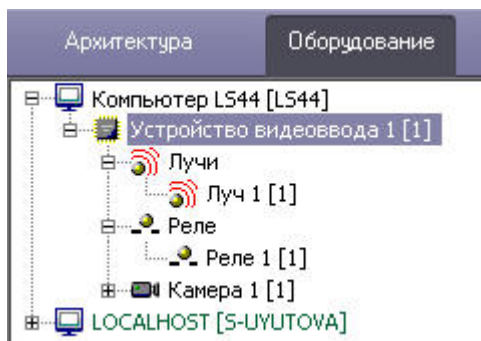 Архитектура Оборудование
Компьютер LS44 [LS44]
Устройство видеоввода 1 [1]
Лучи
Луч 1 [1]
Реле
Реле 1 [1]
Камера 1 [1]
LOCALHOST [S-UYUTOVA]